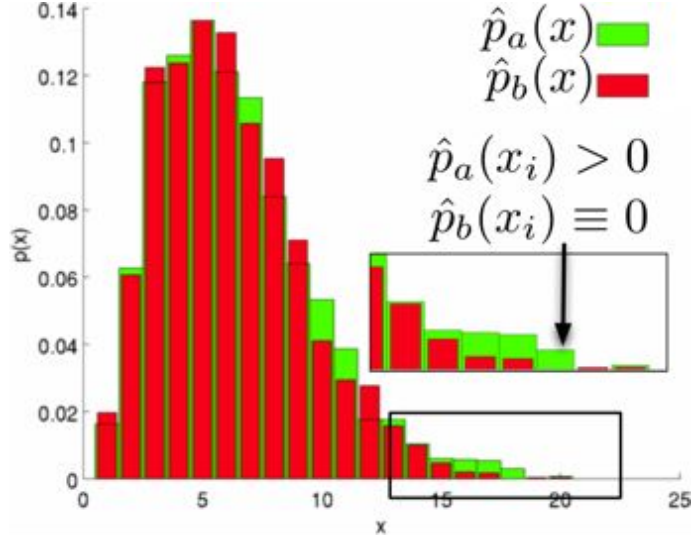 0.14
0.12
0.1
0.08
0.06
0.04
0.02
0
p(x)
p̂_a(x)
p̂_b(x)
p̂_a(x_i) > 0
p̂_b(x_i) ≡ 0
0 5 10 15 20 25
x